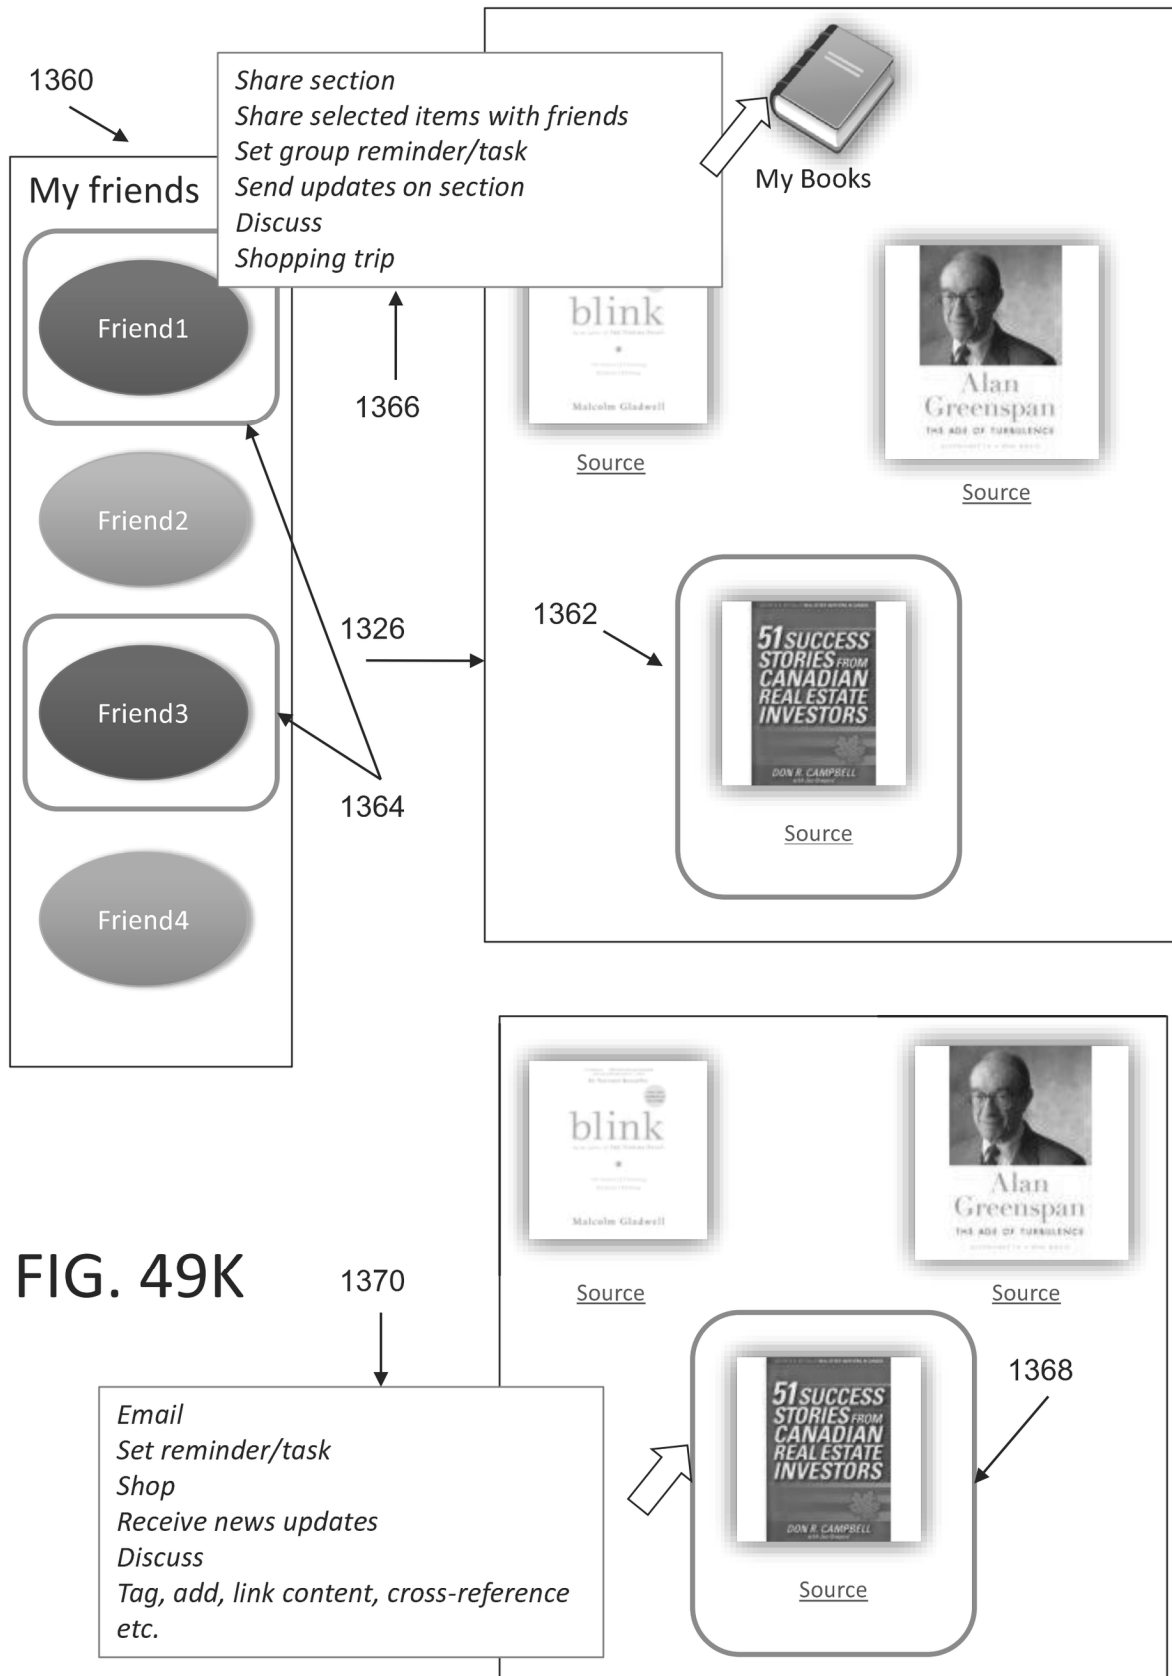 1360
Share section
Share selected items with friends
Set group reminder/task
Send updates on section
Discuss
Shopping trip
My Books
My friends
Friend1
1366
blink
Malcolm Gladwell
Source
Alan
Greenspan
THE AGE OF TURBULENCE
Source
Friend2
1326
1362
51 SUCCESS
STORIES FROM
CANADIAN
REAL ESTATE
INVESTORS
DON R. CAMPBELL
Source
Friend3
1364
Friend4
blink
Malcolm Gladwell
Source
Alan
Greenspan
THE AGE OF TURBULENCE
Source
FIG. 49K
1370
1368
51 SUCCESS
STORIES FROM
CANADIAN
REAL ESTATE
INVESTORS
DON R. CAMPBELL
Source
Email
Set reminder/task
Shop
Receive news updates
Discuss
Tag, add, link content, cross-reference
etc.